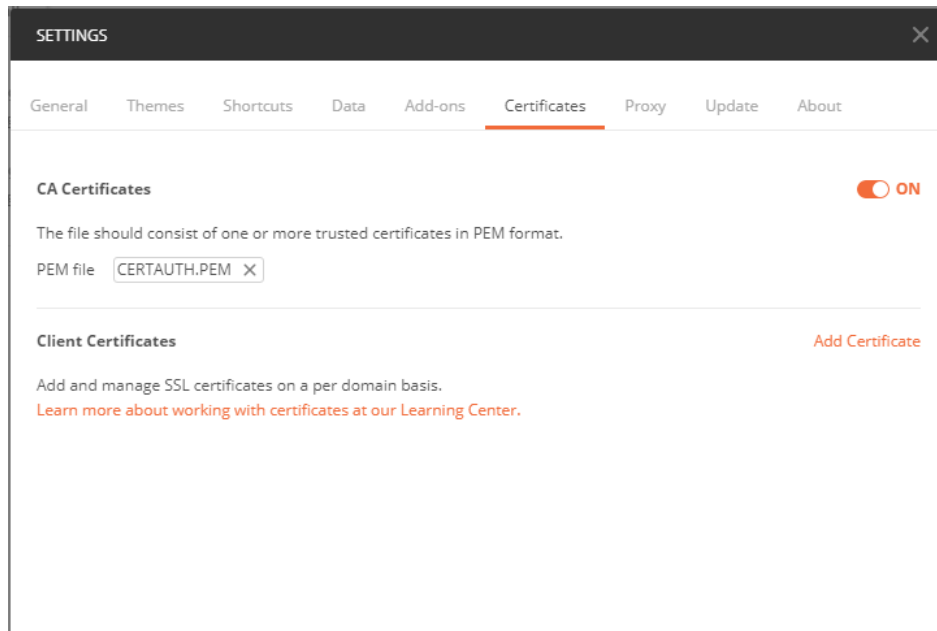 SETTINGS
General Themes Shortcuts Data Add-ons Certificates Proxy Update About
CA Certificates ON
The file should consist of one or more trusted certificates in PEM format.
PEM file CERTAUTH.PEM
Client Certificates Add Certificate
Add and manage SSL certificates on a per domain basis.
Learn more about working with certificates at our Learning Center.